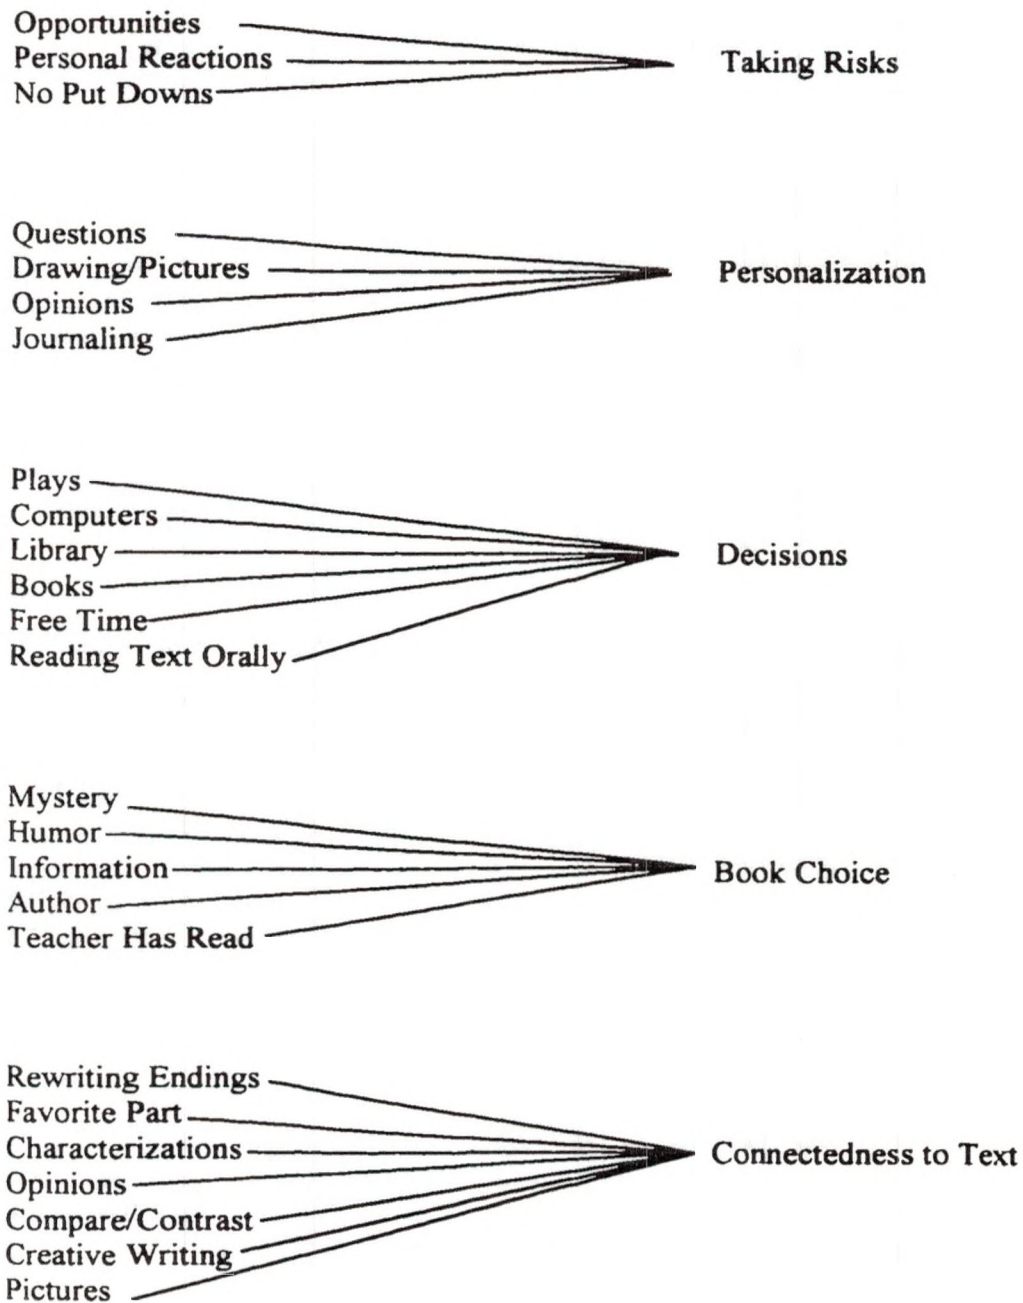 Opportunities
Personal Reactions
No Put Downs
Taking Risks
Questions
Drawing/Pictures
Opinions
Journaling
Personalization
Plays
Computers
Library
Books
Free Time
Reading Text Orally
Decisions
Mystery
Humor
Information
Author
Teacher Has Read
Book Choice
Rewriting Endings
Favorite Part
Characterizations
Opinions
Compare/Contrast
Creative Writing
Pictures
Connectedness to Text